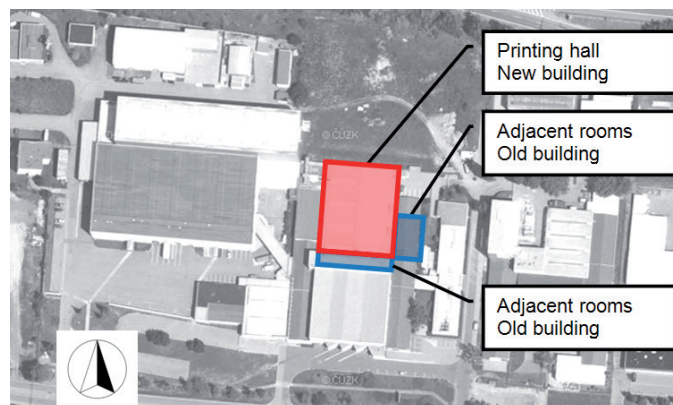 Printing hall
New building
© ČÚZK
Adjacent rooms
Old building
Adjacent rooms
Old building
© ČÚZK